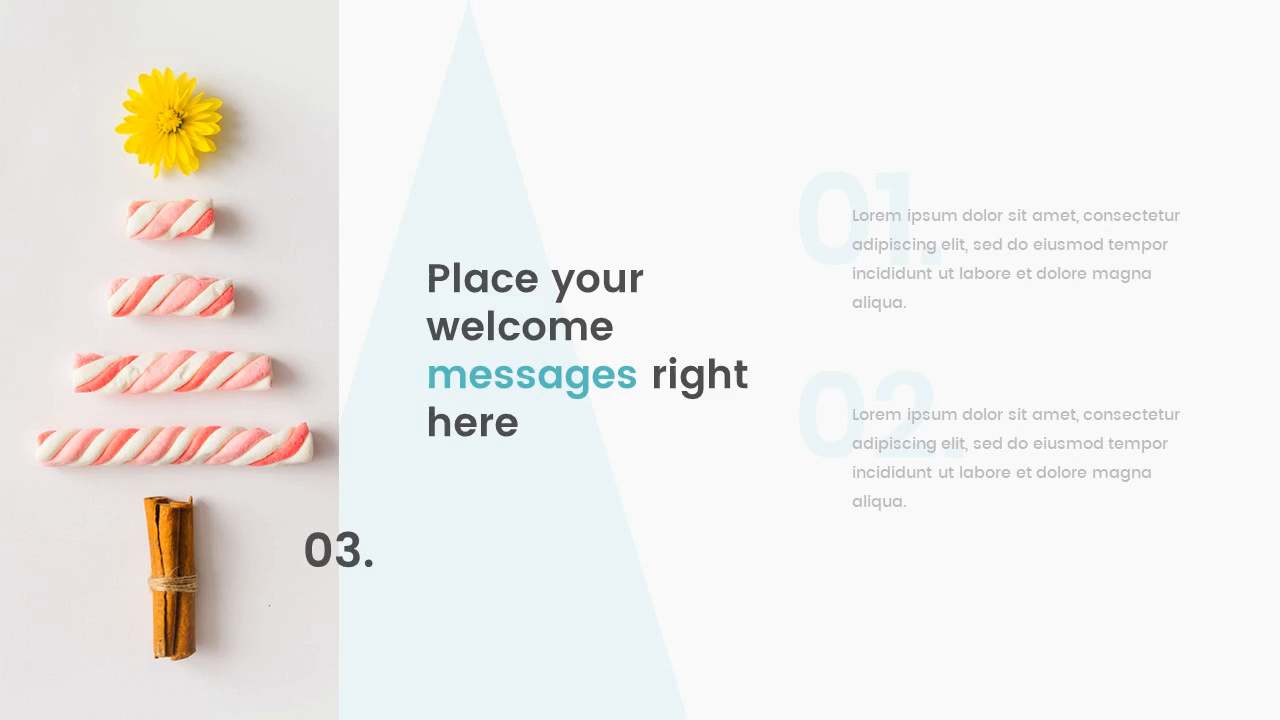 Place your
welcome
messages right
here
03.
01.
Lorem ipsum dolor sit amet, consectetur
adipiscing elit, sed do eiusmod tempor
incididunt ut labore et dolore magna
aliqua.
02.
Lorem ipsum dolor sit amet, consectetur
adipiscing elit, sed do eiusmod tempor
incididunt ut labore et dolore magna
aliqua.